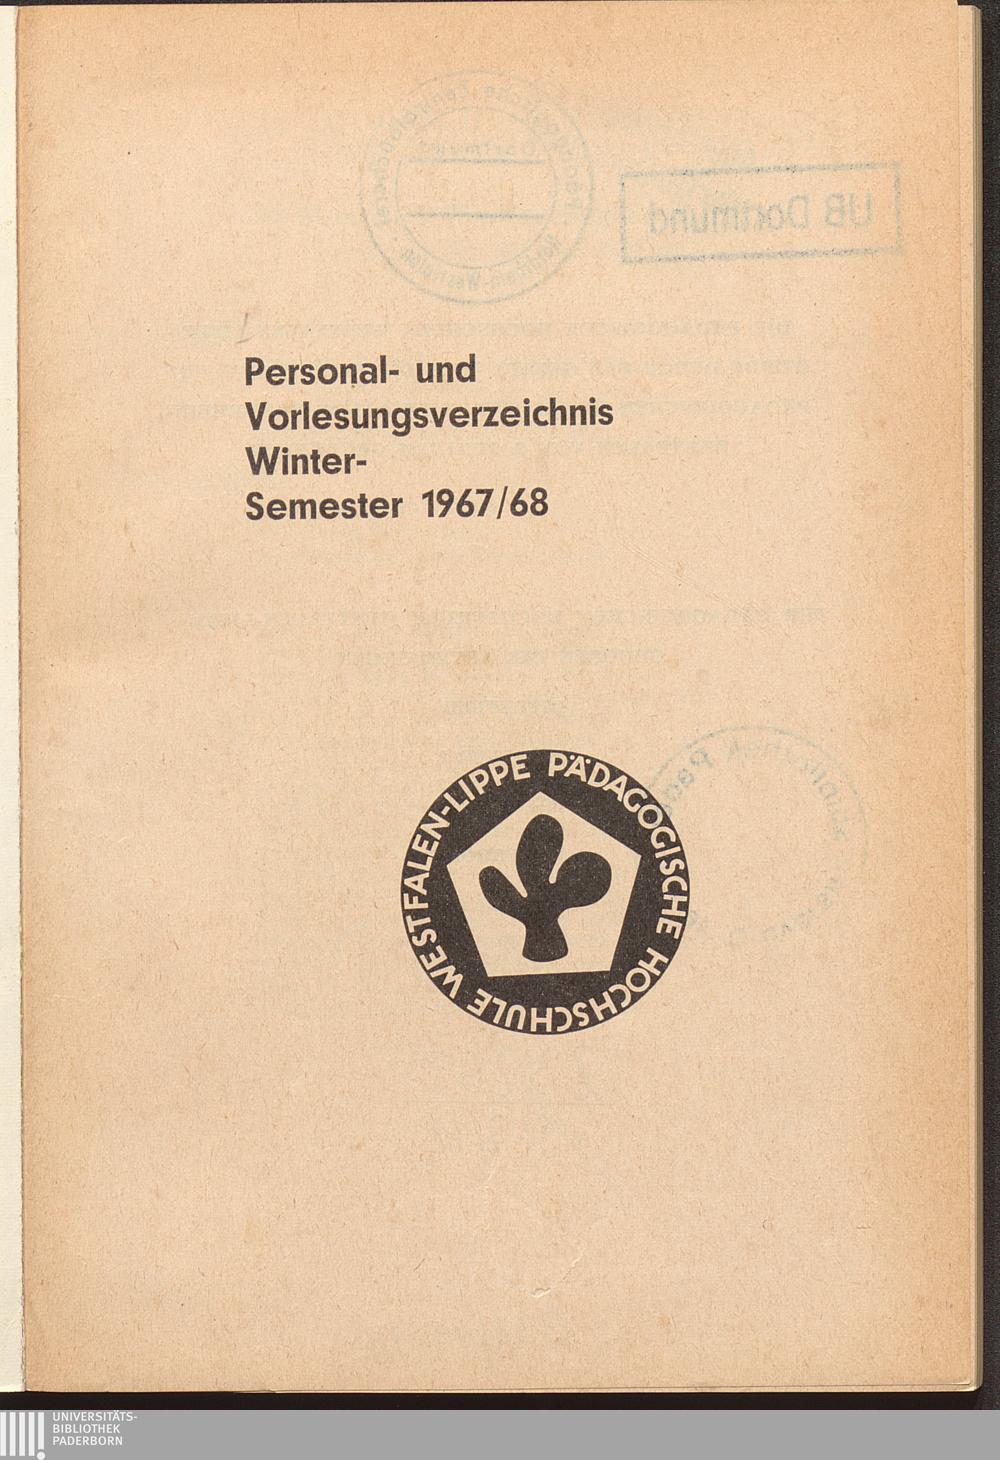 UB Dortmund
Personal- und
Vorlesungsverzeichnis
Winter-
Semester 1967/68
PÄDAGOGISCHE HOCHSCHULE WESTFALEN-LIPPE
UNIVERSITÄTS-
BIBLIOTHEK
PADERBORN